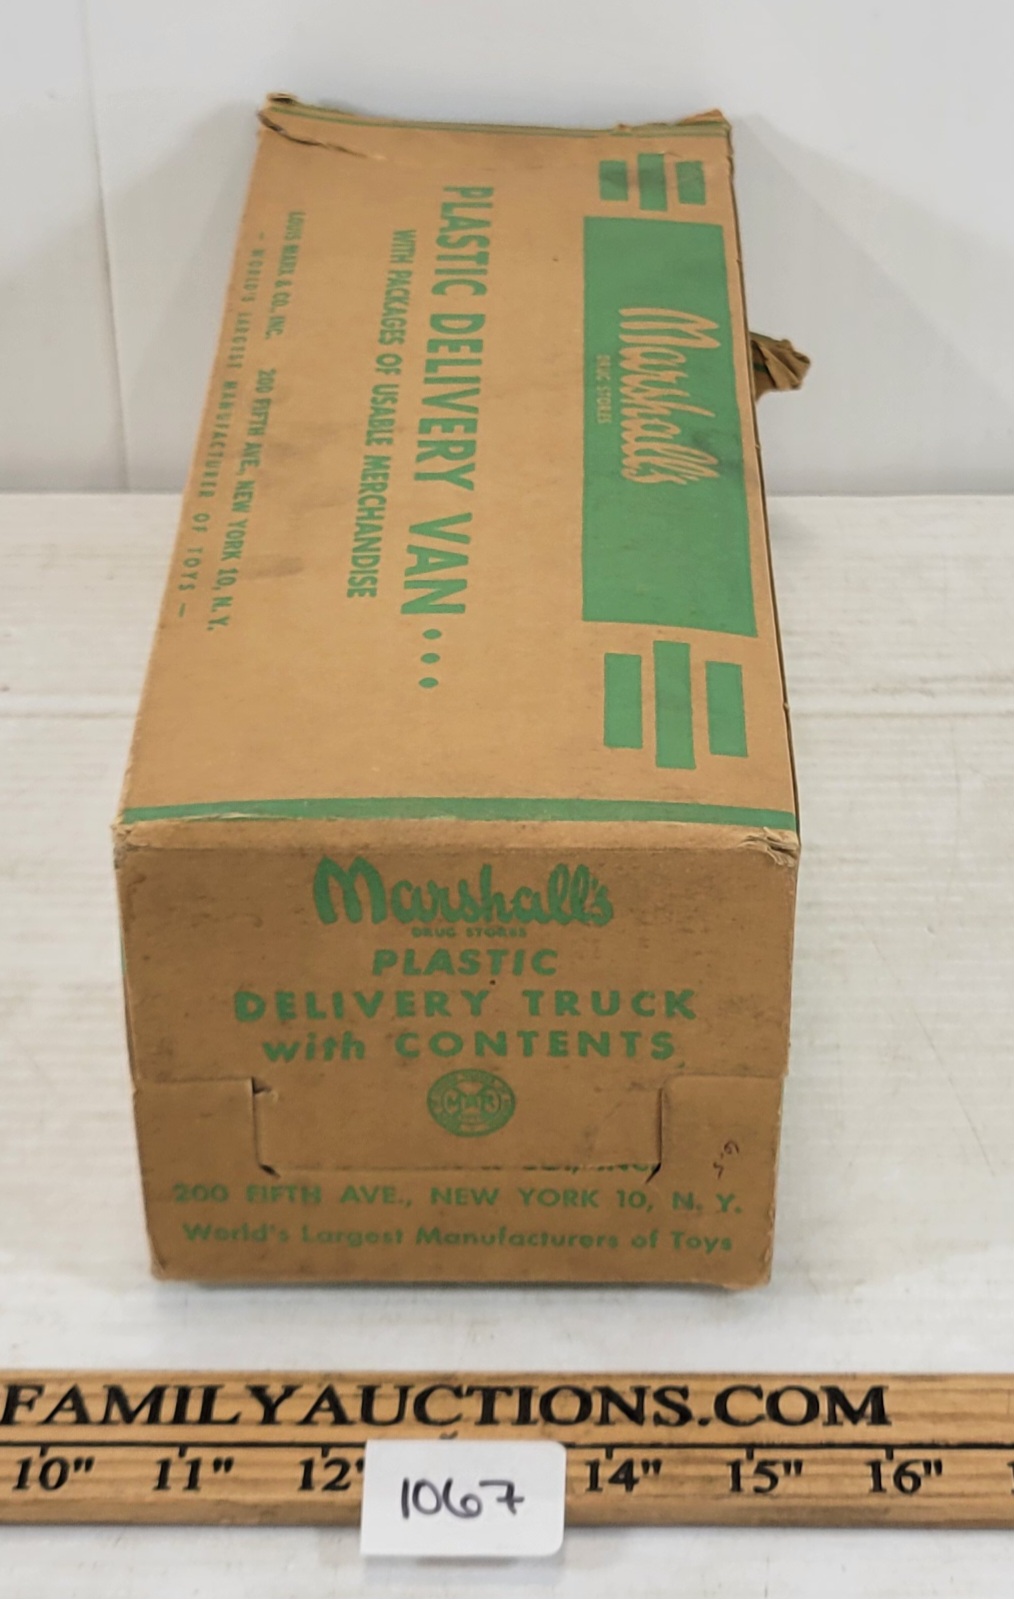 Marshall's
DRUG STORES
PLASTIC DELIVERY VAN...
WITH PACKAGES OF USABLE MERCHANDISE
LOUIS MARX & CO., INC. 200 FIFTH AVE., NEW YORK 10, N.Y.
- WORLD'S LARGEST MANUFACTURER OF TOYS -
Marshall's
DRUG STORES
PLASTIC
DELIVERY TRUCK
with CONTENTS
200 FIFTH AVE., NEW YORK 10, N. Y.
World's Largest Manufacturers of Toys
FAMILYAUCTIONS.COM
10" 11" 12" 14" 15" 16"
1067